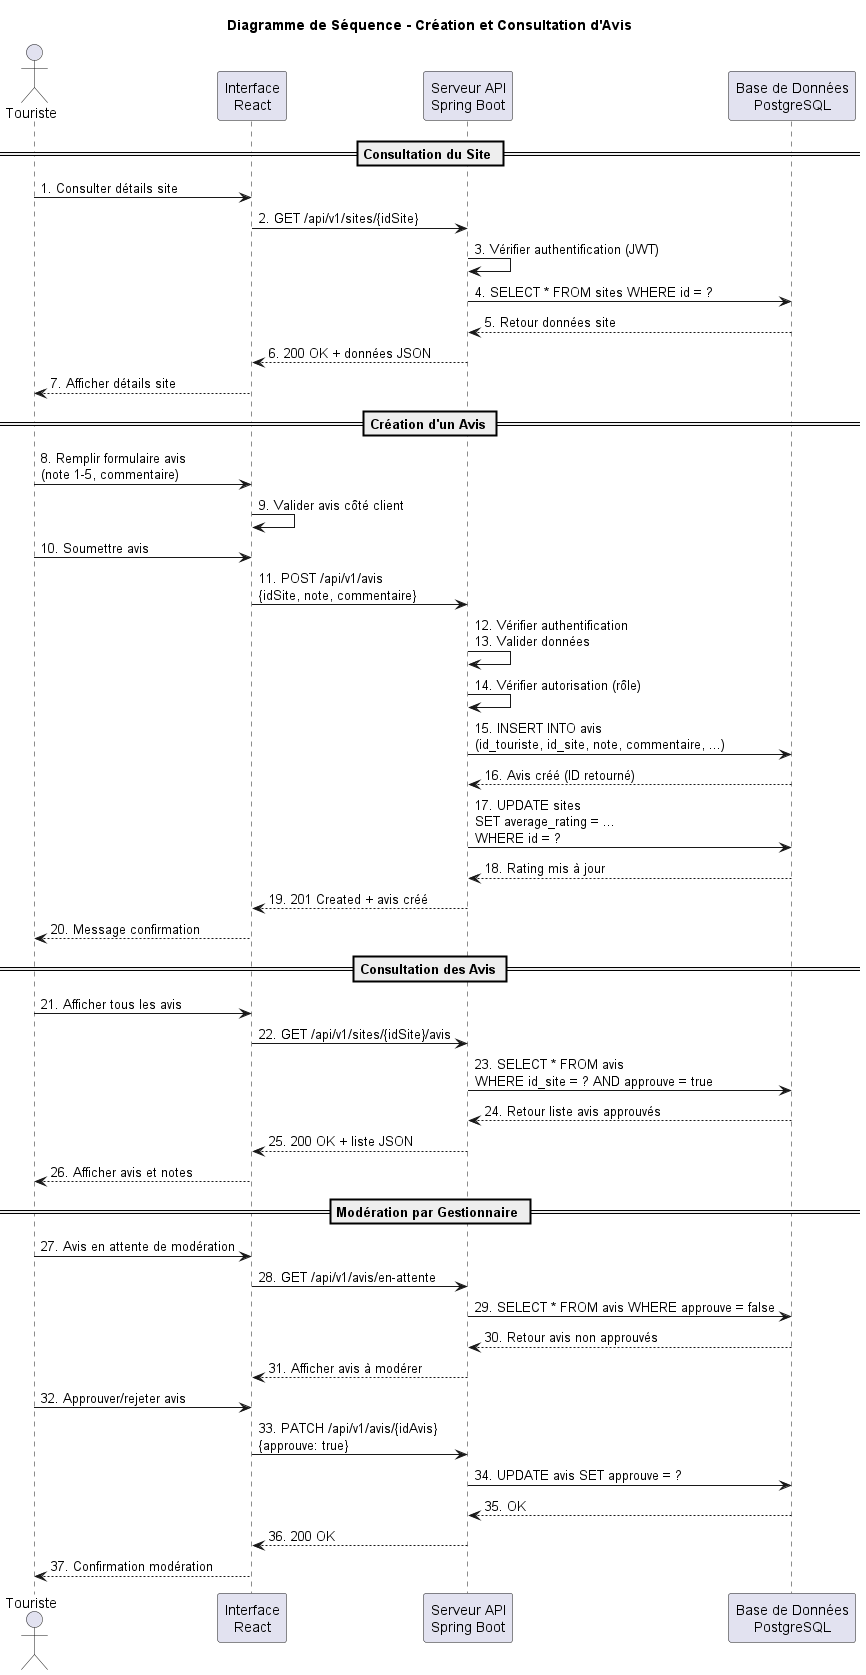 Diagramme de Séquence - Création et Consultation d'Avis
Touriste
Interface
React
Serveur API
Spring Boot
Base de Données
PostgreSQL
Consultation du Site
1. Consulter détails site
2. GET /api/v1/sites/{idSite}
3. Vérifier authentification (JWT)
4. SELECT * FROM sites WHERE id = ?
5. Retour données site
6. 200 OK + données JSON
7. Afficher détails site
Création d'un Avis
8. Remplir formulaire avis
(note 1-5, commentaire)
9. Valider avis côté client
10. Soumettre avis
11. POST /api/v1/avis
{idSite, note, commentaire}
12. Vérifier authentification
13. Valider données
14. Vérifier autorisation (rôle)
15. INSERT INTO avis
(id_touriste, id_site, note, commentaire, ...)
16. Avis créé (ID retourné)
17. UPDATE sites
SET average_rating = ...
WHERE id = ?
18. Rating mis à jour
19. 201 Created + avis créé
20. Message confirmation
Consultation des Avis
21. Afficher tous les avis
22. GET /api/v1/sites/{idSite}/avis
23. SELECT * FROM avis
WHERE id_site = ? AND approuve = true
24. Retour liste avis approuvés
25. 200 OK + liste JSON
26. Afficher avis et notes
Modération par Gestionnaire
27. Avis en attente de modération
28. GET /api/v1/avis/en-attente
29. SELECT * FROM avis WHERE approuve = false
30. Retour avis non approuvés
31. Afficher avis à modérer
32. Approuver/rejeter avis
33. PATCH /api/v1/avis/{idAvis}
{approuve: true}
34. UPDATE avis SET approuve = ?
35. OK
36. 200 OK
37. Confirmation modération
Touriste
Interface
React
Serveur API
Spring Boot
Base de Données
PostgreSQL